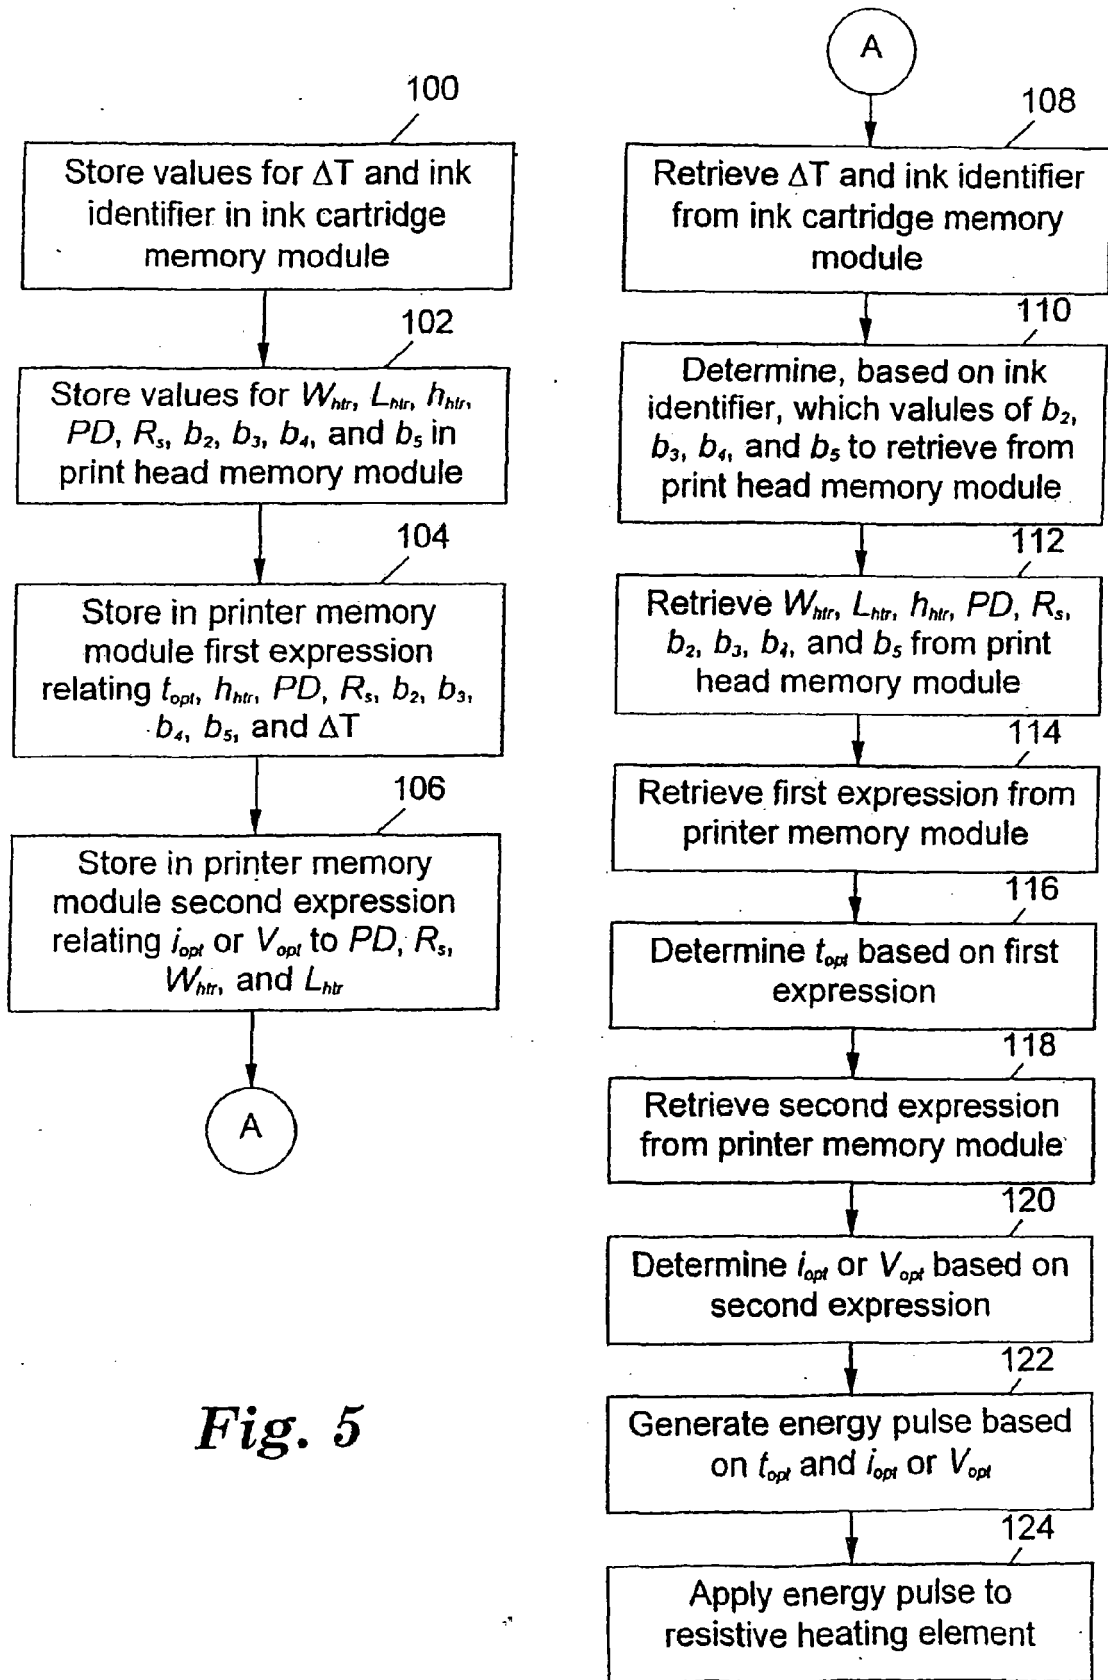 100
Store values for ΔT and ink
identifier in ink cartridge
memory module
102
Store values for Whtr, Lhtr, hhtr,
PD, Rs, b2, b3, b4, and b5 in
print head memory module
104
Store in printer memory
module first expression
relating topt, hhtr, PD, Rs, b2, b3,
b4, b5, and ΔT
106
Store in printer memory
module second expression
relating iopt or Vopt to PD, Rs,
Whtr, and Lhtr
A
Fig. 5
A
108
Retrieve ΔT and ink identifier
from ink cartridge memory
module
110
Determine, based on ink
identifier, which valules of b2,
b3, b4, and b5 to retrieve from
print head memory module
112
Retrieve Whtr, Lhtr, hhtr, PD, Rs,
b2, b3, b4, and b5 from print
head memory module
114
Retrieve first expression from
printer memory module
116
Determine topt based on first
expression
118
Retrieve second expression
from printer memory module
120
Determine iopt or Vopt based on
second expression
122
Generate energy pulse based
on topt and iopt or Vopt
124
Apply energy pulse to
resistive heating element